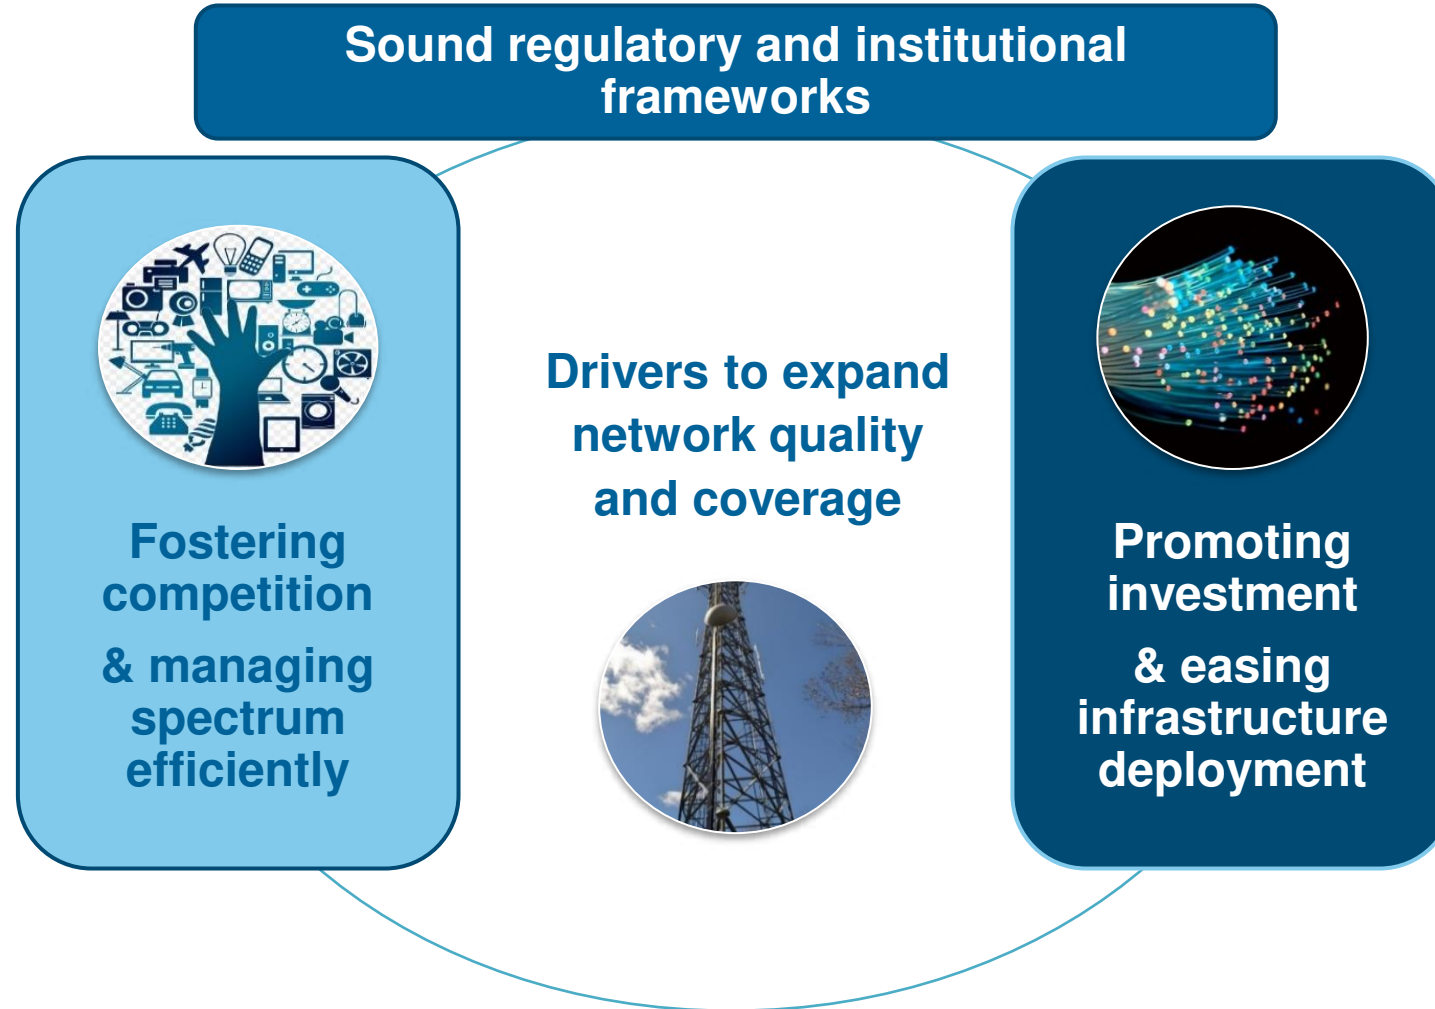 Sound regulatory and institutional
frameworks
Fostering
competition
& managing
spectrum
efficiently
Drivers to expand
network quality
and coverage
Promoting
investment
& easing
infrastructure
deployment